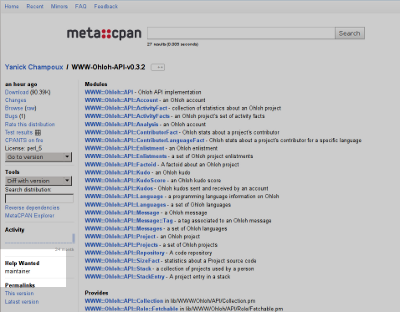 Home Recent Mirrors FAQ Feedback
meta::cpan
Search
27 results (0.005 seconds)
Yanick Champoux / WWW-Ohloh-API-v0.3.2
an hour ago
Download (80.39K)
Changes
Browse (raw)
Bugs (1)
Rate this distribution
Test results
CPANTS on fire
License: perl_5
Go to version
Tools
Diff with version
Search distribution:
Reverse dependencies
MetaCPAN Explorer
Activity
24 month
Help Wanted
maintainer
Permalinks
This version
Latest version
Modules
WWW::Ohloh::API - Ohloh API implementation
WWW::Ohloh::API::Account - an Ohloh account
WWW::Ohloh::API::ActivityFact - collection of statistics about an Ohloh project
WWW::Ohloh::API::ActivityFacts - an Ohloh project's set of activity facts
WWW::Ohloh::API::Analysis - an Ohloh account
WWW::Ohloh::API::ContributorFact - Ohloh stats about a project's contributor
WWW::Ohloh::API::ContributorLanguageFact - Ohloh stats about a project's contributor for a specific language
WWW::Ohloh::API::Enlistment - an Ohloh enlistment
WWW::Ohloh::API::Enlistments - a set of Ohloh project enlistments
WWW::Ohloh::API::Factoid - A factoid about an Ohloh project
WWW::Ohloh::API::Kudo - an Ohloh kudo
WWW::Ohloh::API::KudoScore - an Ohloh kudo score
WWW::Ohloh::API::Kudos - Ohloh kudos sent and received by an account
WWW::Ohloh::API::Language - a programming language information on Ohloh
WWW::Ohloh::API::Languages - a set of Ohloh languages
WWW::Ohloh::API::Message - a Ohloh message
WWW::Ohloh::API::Message::Tag - a tag asssociated to an Ohloh message
WWW::Ohloh::API::Messages - a set of Ohloh languages
WWW::Ohloh::API::Project - an Ohloh project
WWW::Ohloh::API::Projects - a set of Ohloh projects
WWW::Ohloh::API::Repository - A code repository
WWW::Ohloh::API::SizeFact - statistics about a Project source code
WWW::Ohloh::API::Stack - a collection of projects used by a person
WWW::Ohloh::API::StackEntry - A project entry in a stack
Provides
WWW::Ohloh::API::Collection in lib/WWW/Ohloh/API/Collection.pm
WWW::Ohloh::API::Role::Fetchable in lib/WWW/Ohloh/API/Role/Fetchable.pm